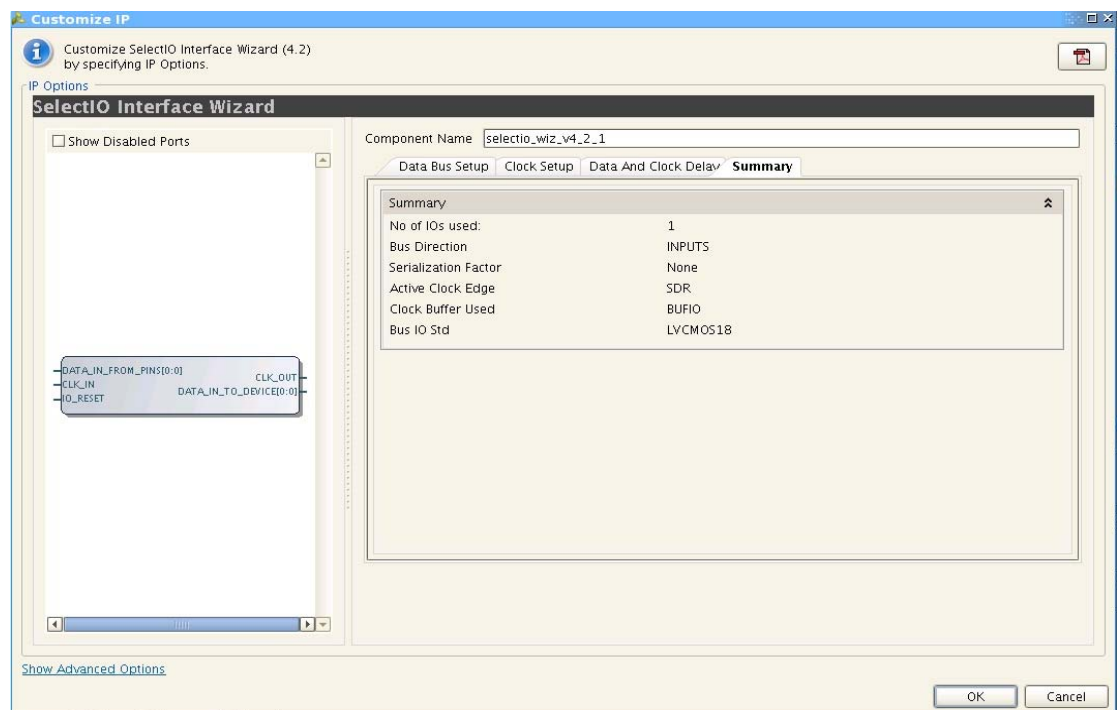 Customize IP
Customize SelectIO Interface Wizard (4.2)
by specifying IP Options.
IP Options
SelectIO Interface Wizard
Show Disabled Ports
DATA_IN_FROM_PINS[0:0]
CLK_IN
IO_RESET
CLK_OUT
DATA_IN_TO_DEVICE[0:0]
Component Name selectio_wiz_v4_2_1
Data Bus Setup Clock Setup Data And Clock Delay Summary
Summary
No of IOs used: 1
Bus Direction INPUTS
Serialization Factor None
Active Clock Edge SDR
Clock Buffer Used BUFIO
Bus IO Std LVCMOS18
Show Advanced Options
OK Cancel